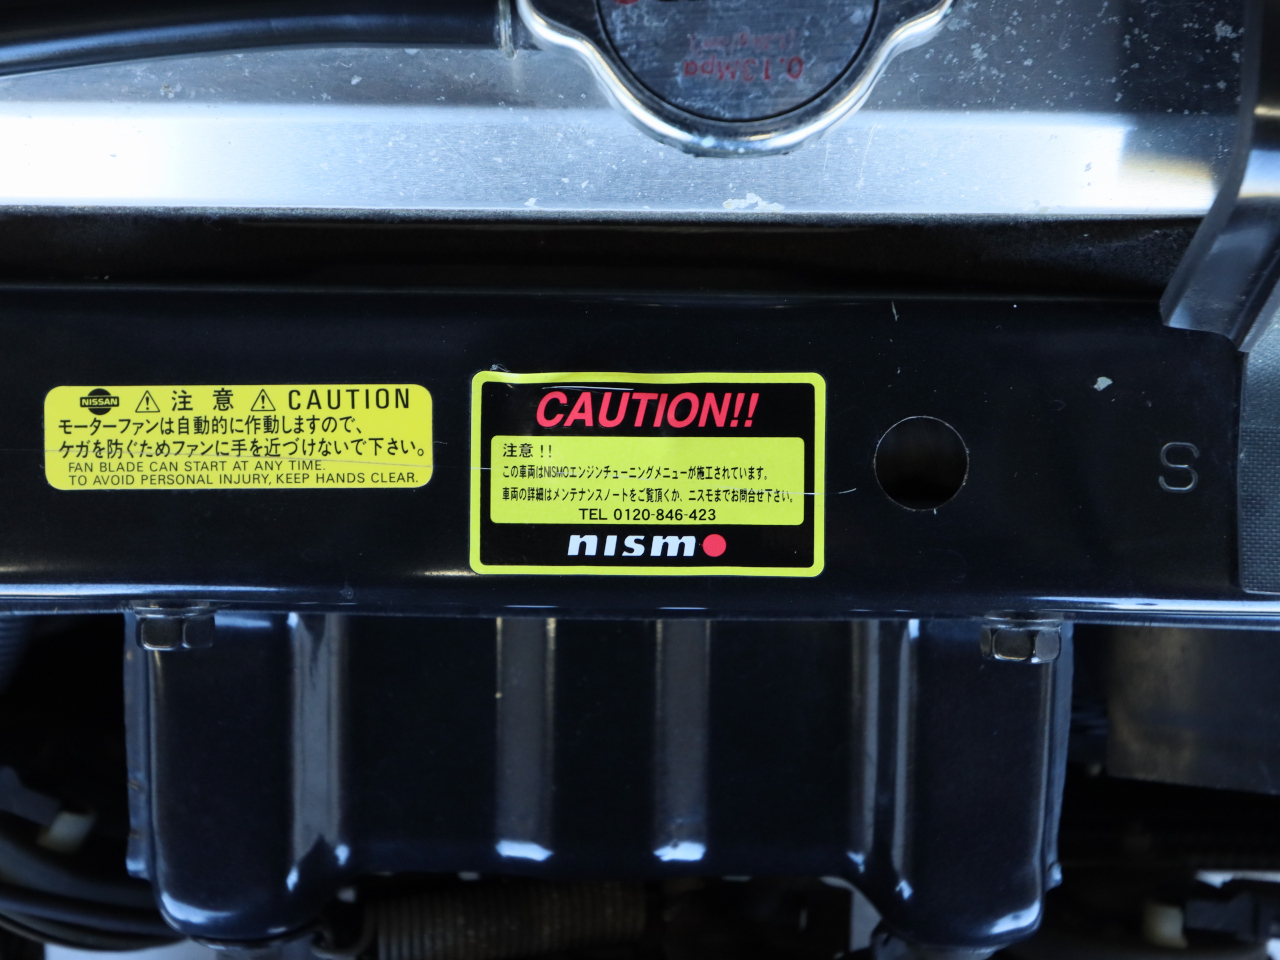 0.13Mpa
NISSAN 注意 CAUTION
モーターファンは自動的に作動しますので、
ケガを防ぐためファンに手を近づけないで下さい。
FAN BLADE CAN START AT ANY TIME.
TO AVOID PERSONAL INJURY, KEEP HANDS CLEAR.
CAUTION!!
注意!!
この車両はNISMOエンジンチューニングメニューが施工されています。
車両の詳細はメンテナンスノートをご覧頂くか、ニスモまでお問合せ下さい。
TEL 0120-846-423
nismo
S